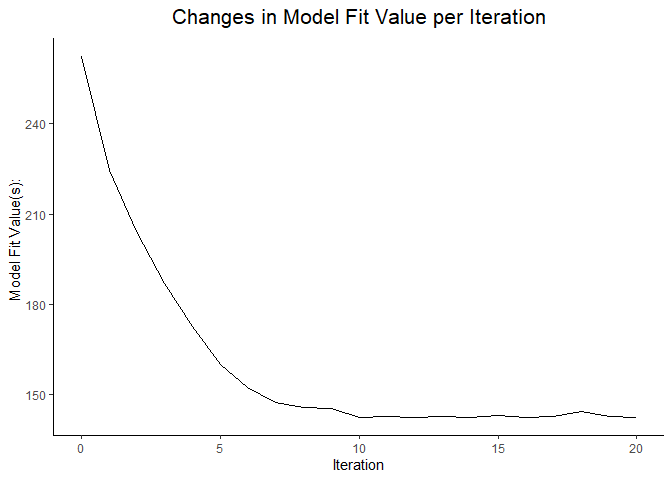 Changes in Model Fit Value per Iteration
Model Fit Value(s):
240
210
180
150
0 5 10 15 20
Iteration